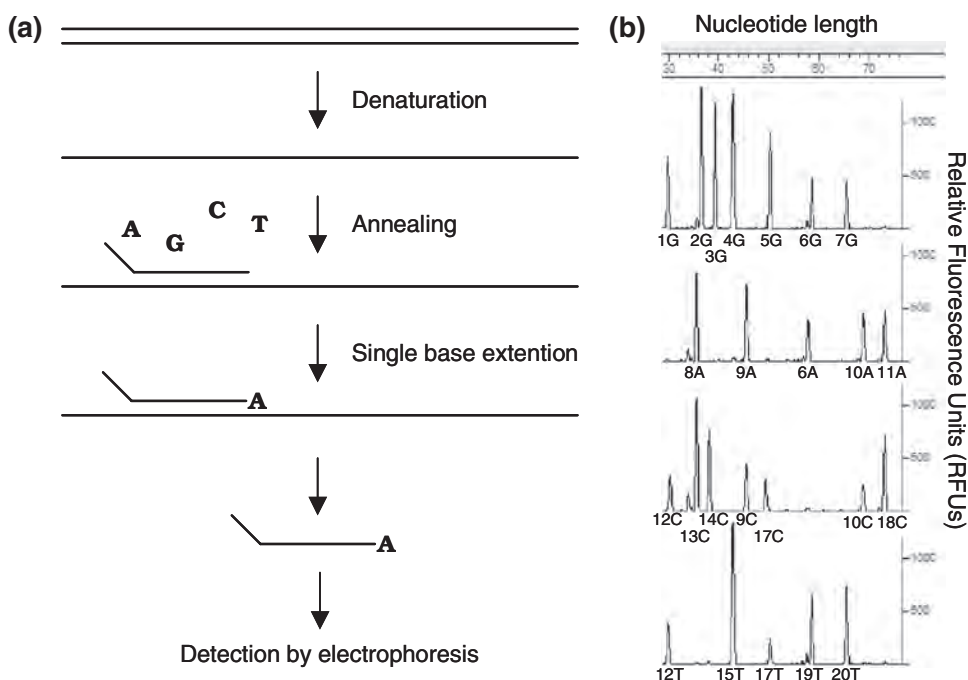 (a)
Denaturation
A G C T
Annealing
Single base extention
A
A
Detection by electrophesis
(b)
Nucleotide length
30 40 50 60 70
1000
500
1G 2G 3G 4G 5G 6G 7G
1000
500
8A 9A 6A 10A 11A
1000
500
12C 13C 14C 9C 17C 10C 18C
1000
500
12T 15T 17T 19T 20T
Relative Fluorescence Units (RFUs)